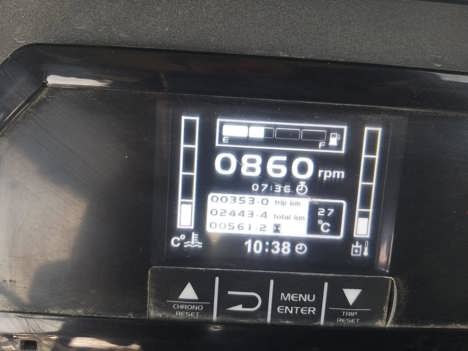 E F
0860 rpm
07:36
00353.0 trip km
02443.4 total km
00561.2
27
°C
C°
10:38
CHRONO
RESET
MENU
ENTER
TRIP
RESET